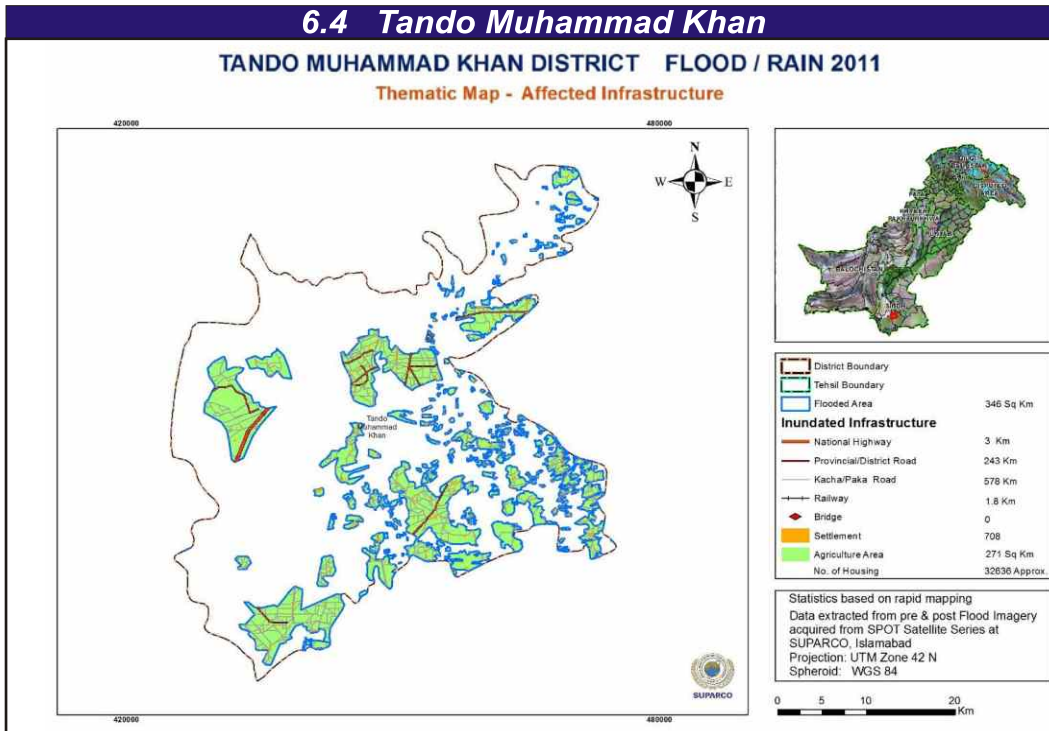 6.4 Tando Muhammad Khan
TANDO MUHAMMAD KHAN DISTRICT FLOOD / RAIN 2011
Thematic Map - Affected Infrastructure
420000
480000
N
W
E
S
Tando
Muhammad
Khan
SUPARCO
420000
480000
BALOCHISTAN
PUNJAB
SINDH
District Boundary
Tehsil Boundary
Flooded Area 346 Sq Km
Inundated Infrastructure
National Highway 3 Km
Provincial/District Road 243 Km
Kacha/Paka Road 578 Km
Railway 1.8 Km
Bridge 0
Settlement 708
Agriculture Area 271 Sq Km
No. of Housing 32636 Approx.
Statistics based on rapid mapping
Data extracted from pre & post Flood Imagery
acquired from SPOT Satellite Series at
SUPARCO, Islamabad
Projection: UTM Zone 42 N
Spheroid: WGS 84
0 5 10 20
Km